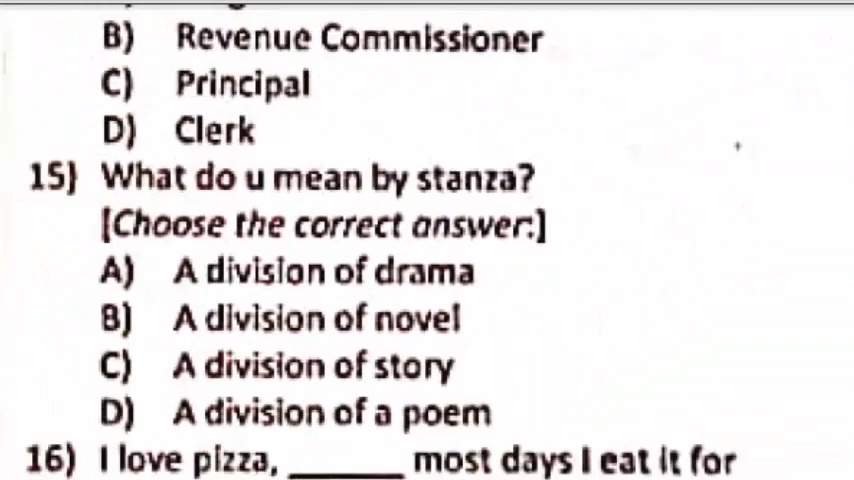 B) Revenue Commissioner
C) Principal
D) Clerk
15) What do u mean by stanza?
[Choose the correct answer:]
A) A division of drama
B) A division of novel
C) A division of story
D) A division of a poem
16) I love pizza, ______ most days I eat it for